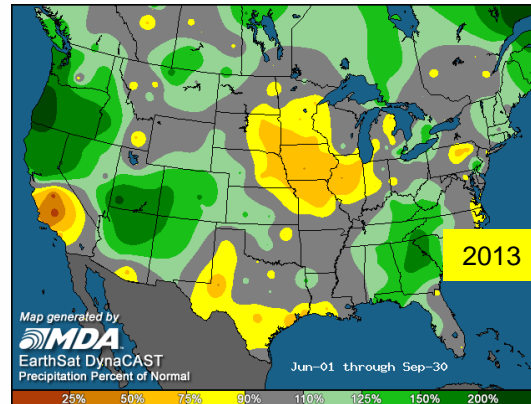 2013
Map generated by
MDA
EarthSat DynaCAST
Precipitation Percent of Normal
Jun-01 through Sep-30
25% 50% 75% 90% 110% 125% 150% 200%